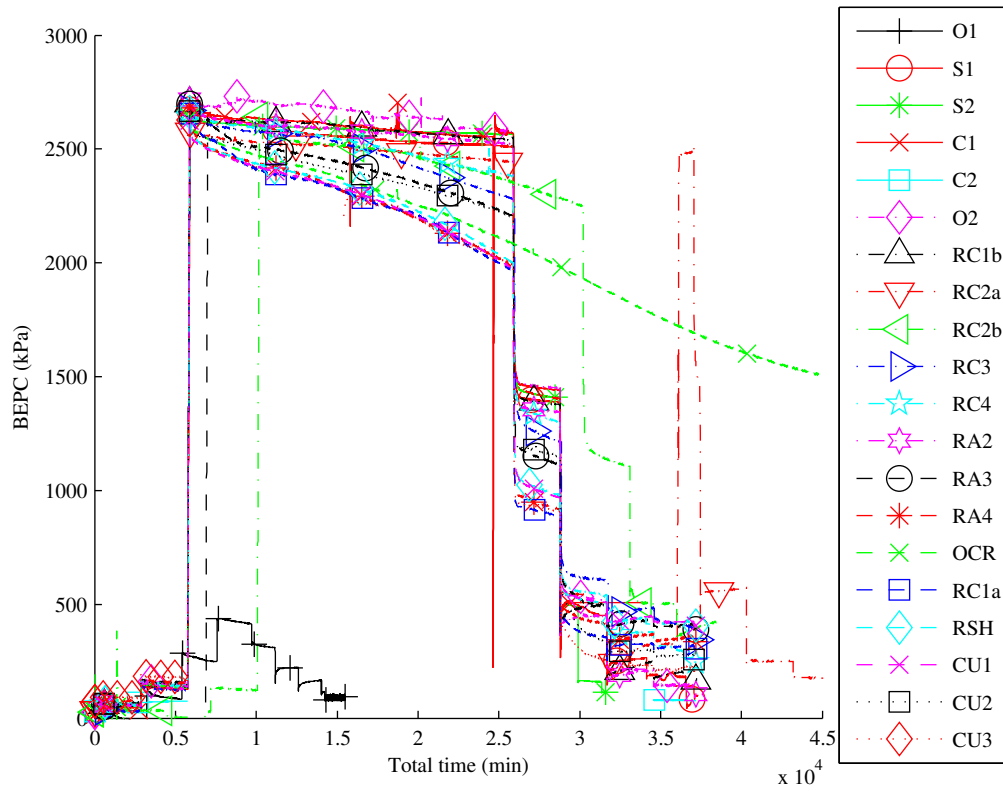 3000
2500
2000
1500
1000
500
0
BEPC (kPa)
0 0.5 1 1.5 2 2.5 3 3.5 4 4.5
x 10^4
Total time (min)
O1
S1
S2
C1
C2
O2
RC1b
RC2a
RC2b
RC3
RC4
RA2
RA3
RA4
OCR
RC1a
RSH
CU1
CU2
CU3